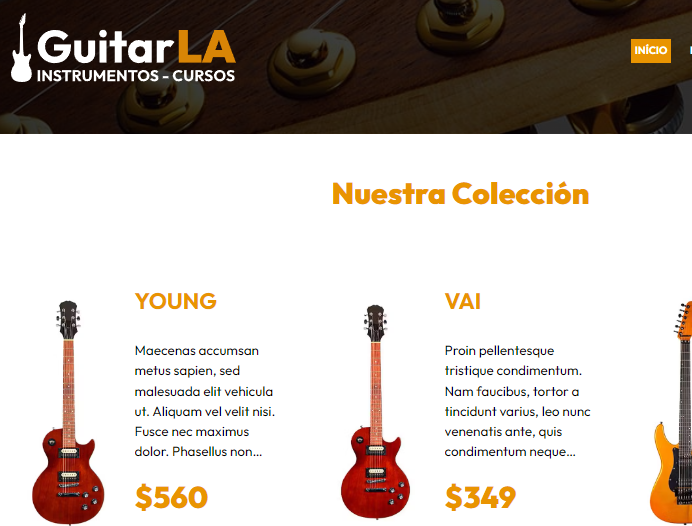 GuitarLA
INSTRUMENTOS - CURSOS
INÍCIO
Nuestra Colección
YOUNG
Maecenas accumsan
metus sapien, sed
malesuada elit vehicula
ut. Aliquam vel velit nisi.
Fusce nec maximus
dolor. Phasellus non...
$560
VAI
Proin pellentesque
tristique condimentum.
Nam faucibus, tortor a
tincidunt varius, leo nunc
venenatis ante, quis
condimentum neque...
$349